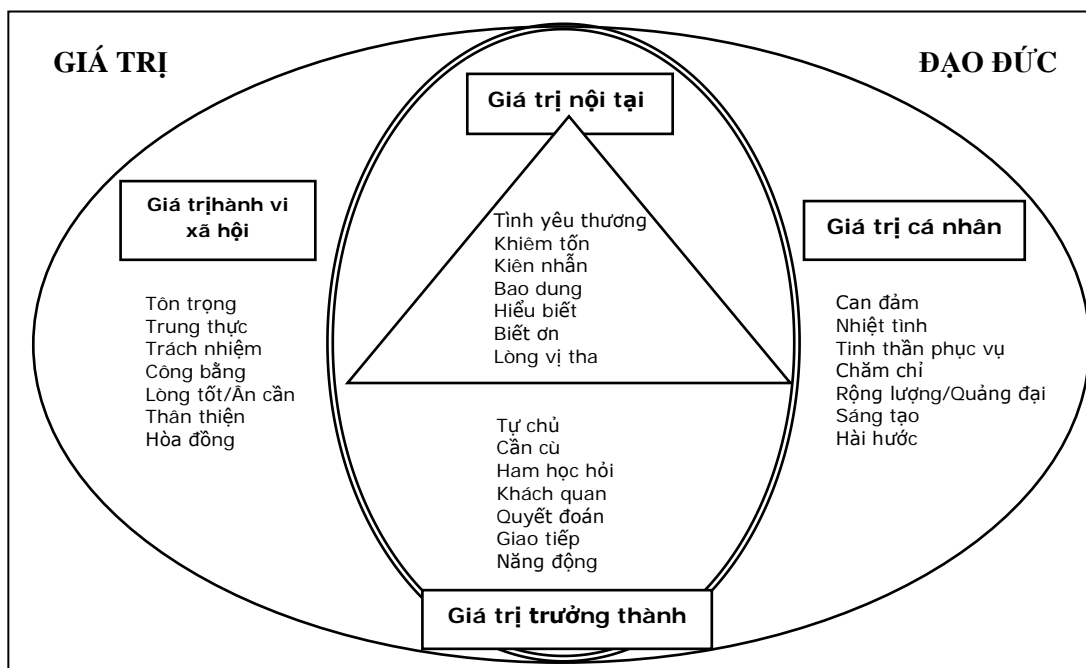 GIÁ TRỊ
ĐẠO ĐỨC
Giá trị nội tại
Giá trịhành vi
xã hội
Giá trị cá nhân
Tình yêu thương
Khiêm tốn
Kiên nhẫn
Bao dung
Hiểu biết
Biết ơn
Lòng vị tha
Tôn trọng
Trung thực
Trách nhiệm
Công bằng
Lòng tốt/Ân cần
Thân thiện
Hòa đồng
Can đảm
Nhiệt tình
Tinh thần phục vụ
Chăm chỉ
Rộng lượng/Quảng đại
Sáng tạo
Hài hước
Tự chủ
Cần cù
Ham học hỏi
Khách quan
Quyết đoán
Giao tiếp
Năng động
Giá trị trưởng thành